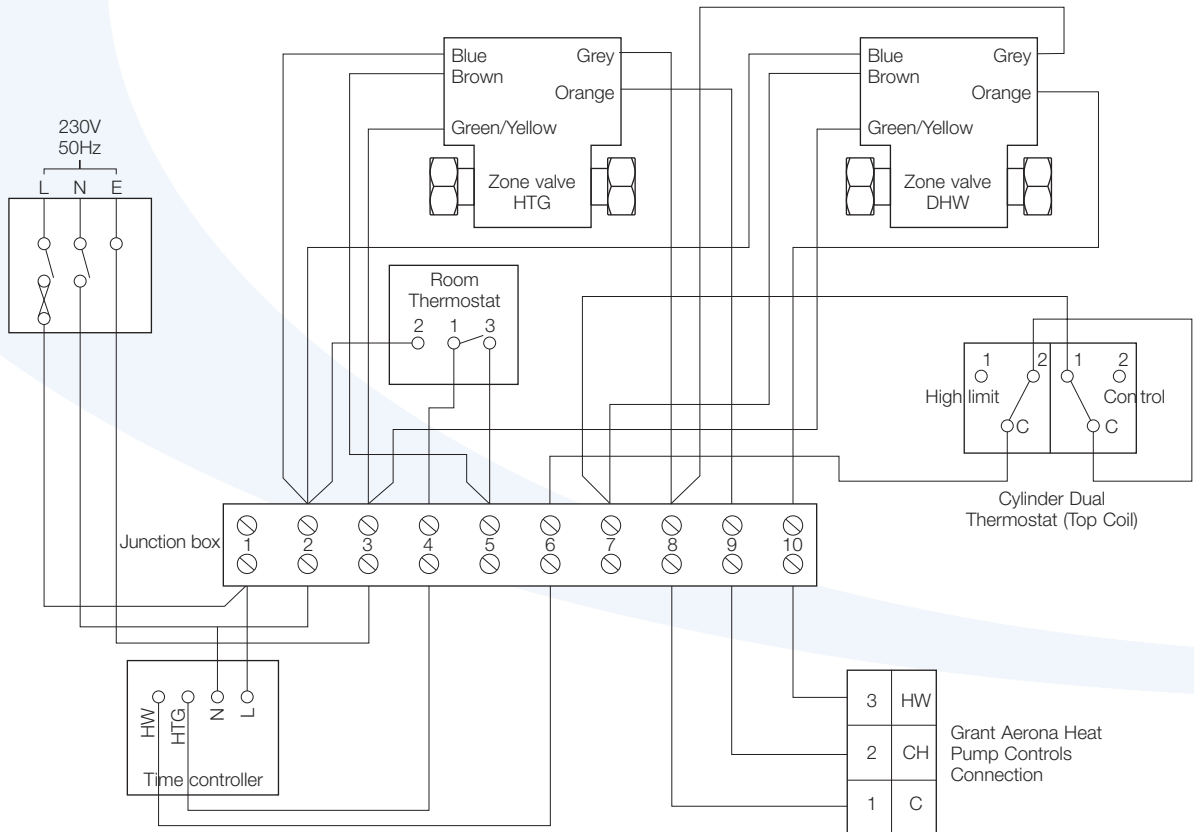 Blue
Brown
Grey
Orange
Green/Yellow
Zone valve
HTG
Blue
Brown
Grey
Orange
Green/Yellow
Zone valve
DHW
230V
50Hz
L N E
Room
Thermostat
2 1 3
1 2 1 2
High limit
Control
C C
Cylinder Dual
Thermostat (Top Coil)
Junction box
1 2 3 4 5 6 7 8 9 10
HW
HTG
N
L
Time controller
3 HW
2 CH
1 C
Grant Aerona Heat
Pump Controls
Connection